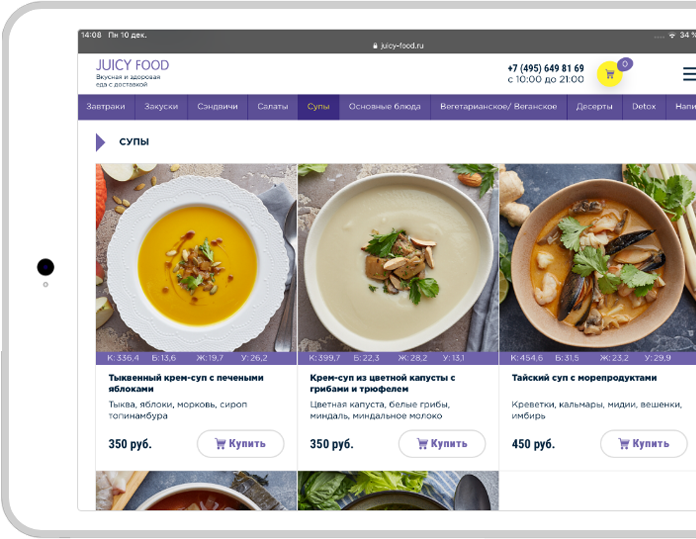 14:08 Пн 10 дек.
34 %
juicy-food.ru
JUICY FOOD
Вкусная и здоровая
еда с доставкой
+7 (495) 649 81 69
с 10:00 до 21:00
0
Завтраки Закуски Сэндвичи Салаты Супы Основные блюда Вегетарианское/ Веганское Десерты Detox Напи
СУПЫ
К: 336,4 Б: 13,6 Ж: 19,7 У: 26,2
К: 399,7 Б: 22,3 Ж: 28,2 У: 13,1
К: 454,6 Б: 31,5 Ж: 23,2 У: 29,9
Тыквенный крем-суп с печеными
яблоками
Тыква, яблоки, морковь, сироп
топинамбура
350 руб.
Купить
Крем-суп из цветной капусты с
грибами и трюфелем
Цветная капуста, белые грибы,
миндаль, миндальное молоко
350 руб.
Купить
Тайский суп с морепродуктами
Креветки, кальмары, мидии, вешенки,
имбирь
450 руб.
Купить